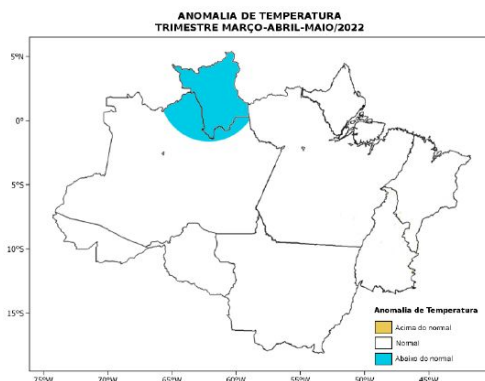 ANOMALIA DE TEMPERATURA
TRIMESTRE MARÇO-ABRIL-MAIO/2022
5°N
0°
5°S
10°S
15°S
Anomalia de Temperatura
Acima do normal
Normal
Abaixo do normal
75°W
70°W
65°W
60°W
55°W
50°W
45°W